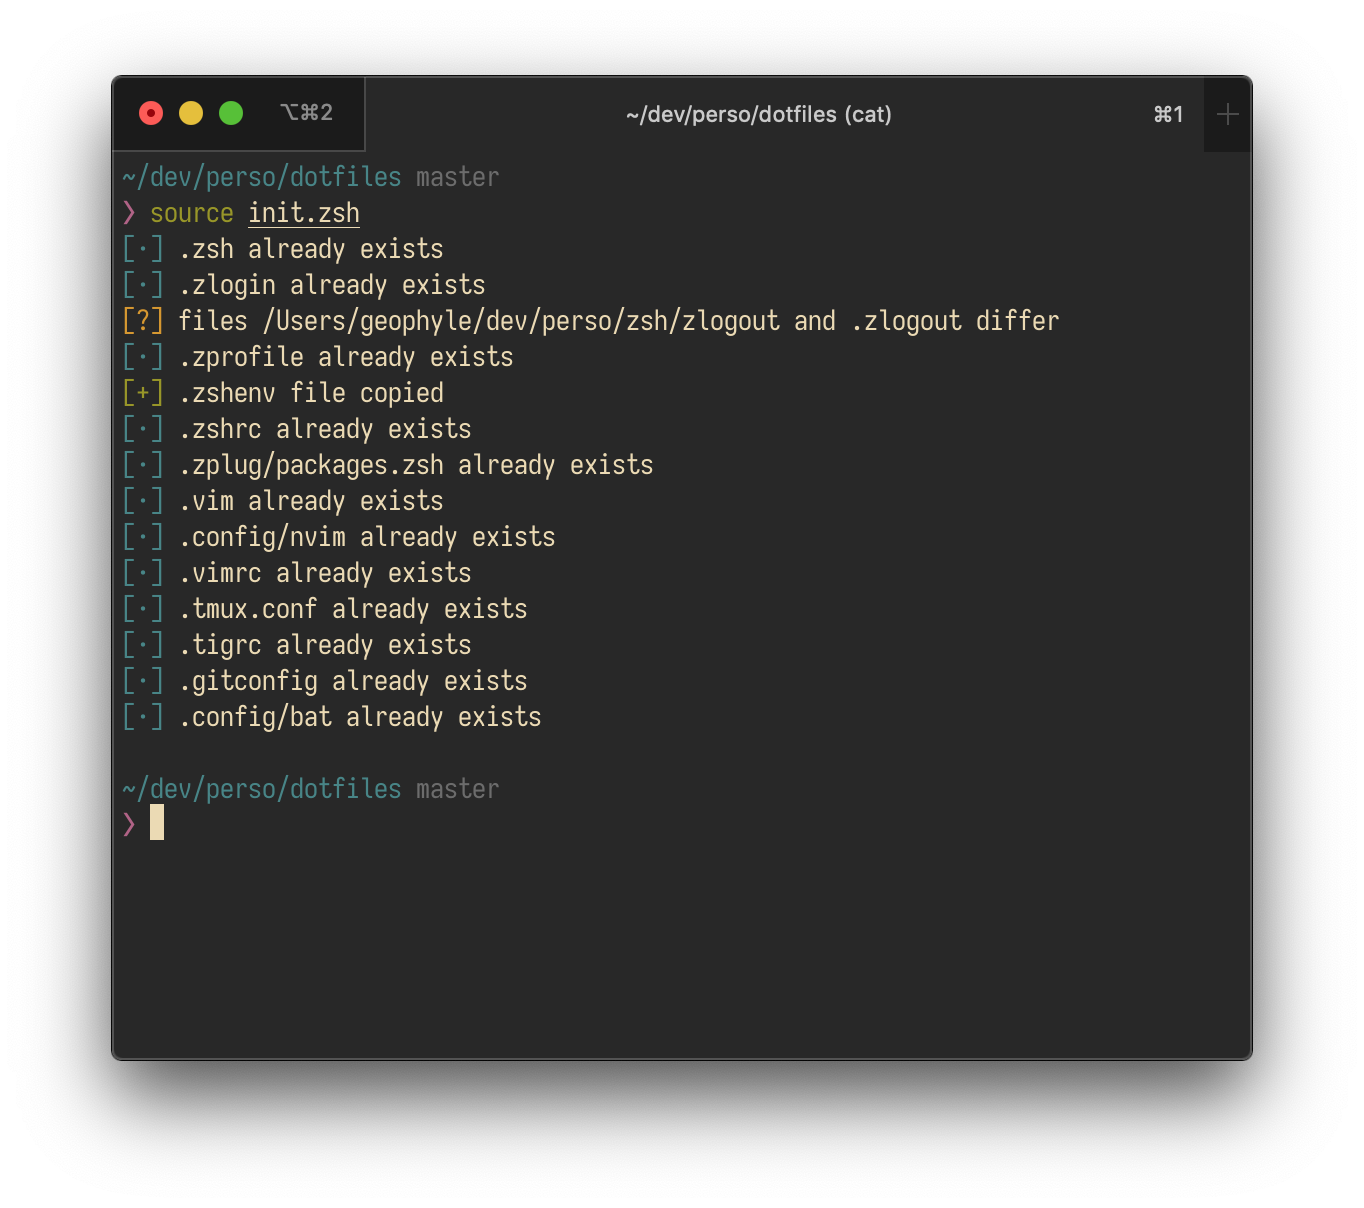 ⌥⌘2 ~/dev/perso/dotfiles (cat) ⌘1 +
~/dev/perso/dotfiles master
❯ source init.zsh
[·] .zsh already exists
[·] .zlogin already exists
[?] files /Users/geophyle/dev/perso/zsh/zlogout and .zlogout differ
[·] .zprofile already exists
[+] .zshenv file copied
[·] .zshrc already exists
[·] .zplug/packages.zsh already exists
[·] .vim already exists
[·] .config/nvim already exists
[·] .vimrc already exists
[·] .tmux.conf already exists
[·] .tigrc already exists
[·] .gitconfig already exists
[·] .config/bat already exists
~/dev/perso/dotfiles master
❯